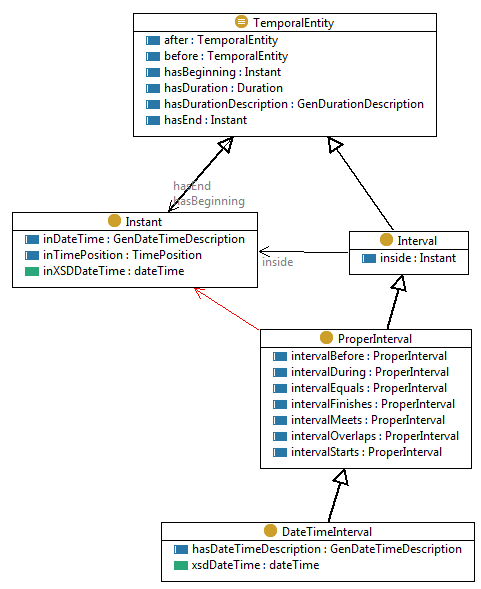 TemporalEntity
after : TemporalEntity
before : TemporalEntity
hasBeginning : Instant
hasDuration : Duration
hasDurationDescription : GenDurationDescription
hasEnd : Instant
hasEnd
hasBeginning
Instant
inDateTime : GenDateTimeDescription
inTimePosition : TimePosition
inXSDDateTime : dateTime
Interval
inside : Instant
inside
ProperInterval
intervalBefore : ProperInterval
intervalDuring : ProperInterval
intervalEquals : ProperInterval
intervalFinishes : ProperInterval
intervalMeets : ProperInterval
intervalOverlaps : ProperInterval
intervalStarts : ProperInterval
DateTimeInterval
hasDateTimeDescription : GenDateTimeDescription
xsdDateTime : dateTime